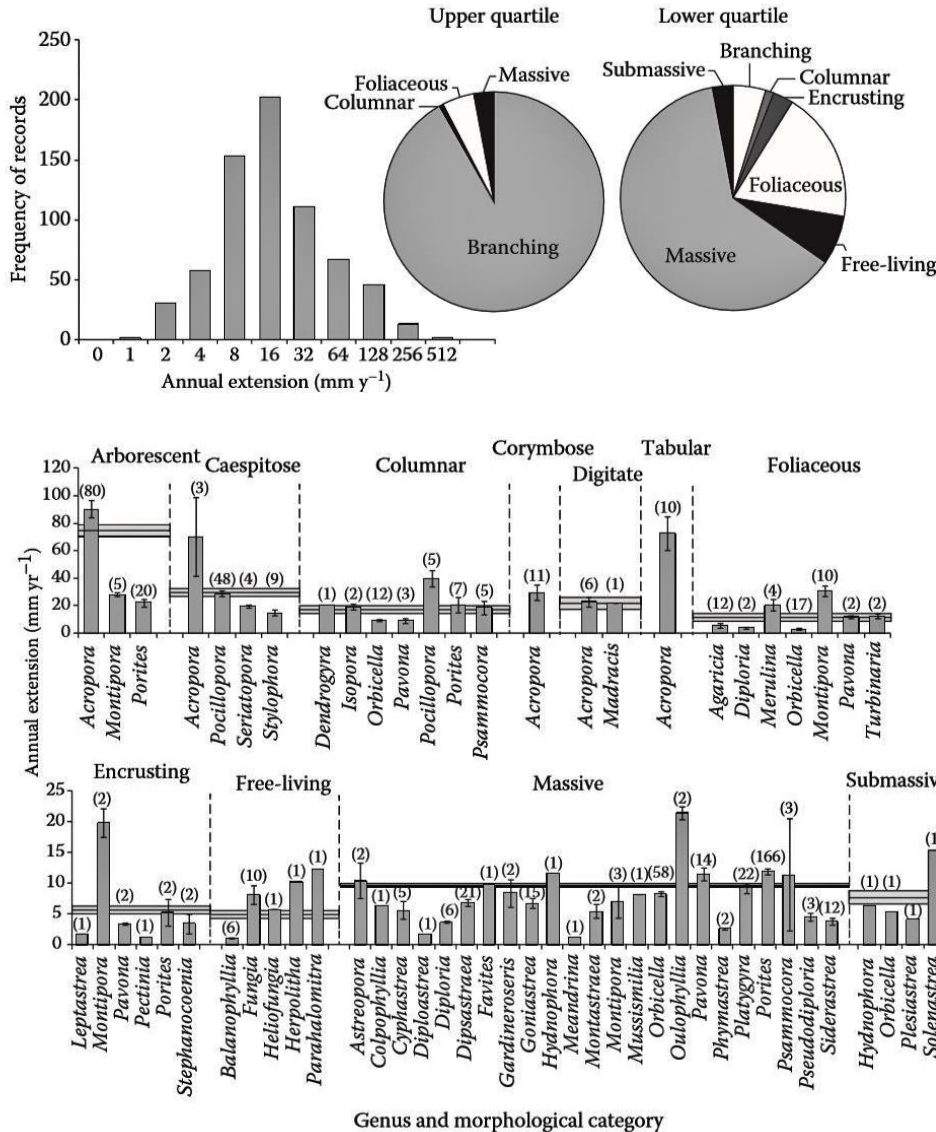 Upper quartile
Lower quartile
250
200
150
100
50
0
Frequency of records
0 1 2 4 8 16 32 64 128 256 512
Annual extension (mm y⁻¹)
Foliaceous
Columnar
Massive
Branching
Submassive
Branching
Columnar
Encrusting
Foliaceous
Massive
Free-living
Annual extension (mm yr⁻¹)
120
100
80
60
40
20
0
Arborescent
Caespitose
Columnar
Corymbose
Digitate
Tabular
Foliaceous
(80) (5) (20)
(3) (48) (4) (9)
(1) (2) (12) (3) (5) (7) (5)
(11)
(6) (1)
(10)
(12) (2) (4) (17) (10) (2) (2)
Acropora
Montipora
Porites
Acropora
Pocillopora
Seriatopora
Stylophora
Dendrogyra
Isopora
Orbicella
Pavona
Pocillopora
Porites
Psammocora
Acropora
Acropora
Madracis
Acropora
Agaricia
Diploria
Merulina
Orbicella
Montipora
Pavona
Turbinaria
25
20
15
10
5
0
Encrusting
Free-living
Massive
Submassiv
(1) (2) (2) (1) (2) (2)
(6) (10) (1) (1) (1)
(2) (1) (5) (1) (6) (21) (1) (2) (15) (1) (1) (2) (3) (1) (58) (2) (14) (2) (22) (166) (3) (3) (12)
(1) (1) (1) (1
Leptastrea
Montipora
Pavona
Pectinia
Porites
Stephanocoenia
Balanophyllia
Fungia
Heliofungia
Herpolitha
Parahalomitra
Astreopora
Colpophyllia
Cyphastrea
Diploastrea
Diploria
Dipsastraea
Favites
Gardineroseris
Goniastrea
Hydnophora
Meandrina
Montastraea
Montipora
Mussismilia
Orbicella
Oulophyllia
Pavona
Phymastrea
Platygyra
Porites
Psammocora
Pseudodiploria
Siderastrea
Hydnophora
Orbicella
Plesiastrea
Solenastrea
Genus and morphological category